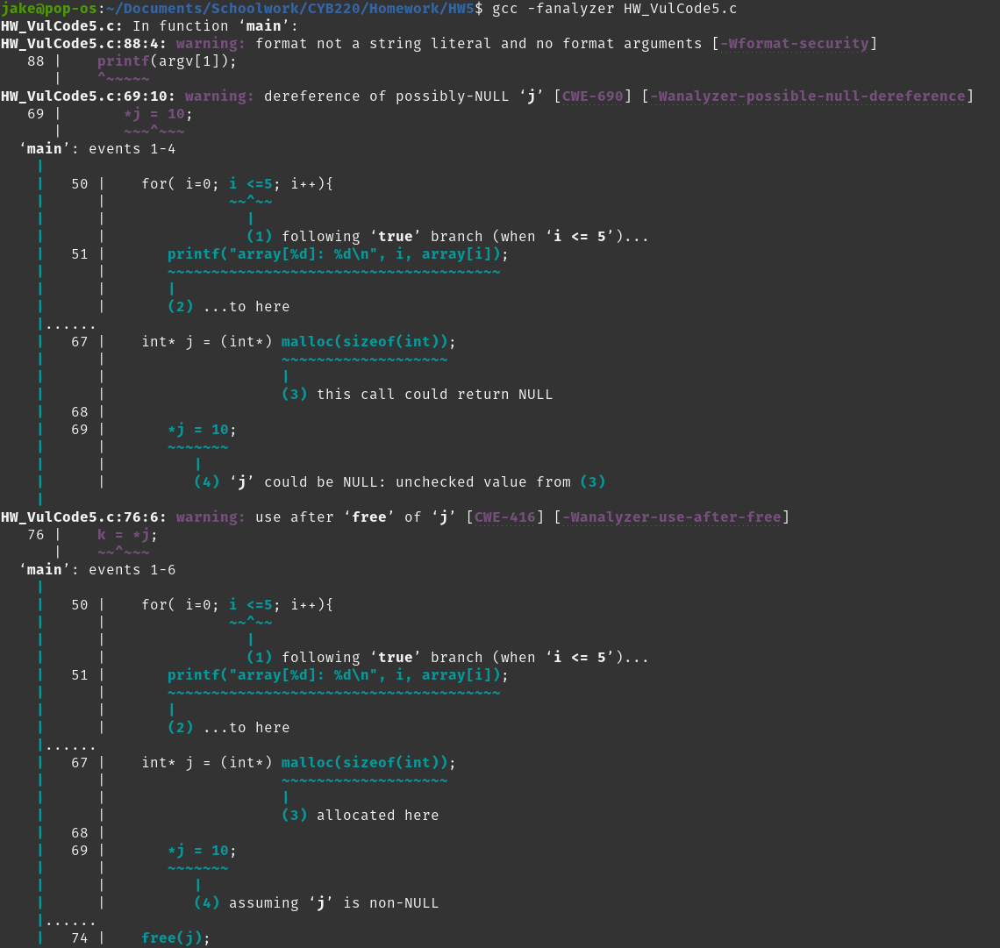 jake@pop-os:~/Documents/Schoolwork/CYB220/Homework/HW5$ gcc -fanalyzer HW_VulCode5.c
HW_VulCode5.c: In function ‘main’:
HW_VulCode5.c:88:4: warning: format not a string literal and no format arguments [-Wformat-security]
   88 |    printf(argv[1]);
      |    ^~~~~~
HW_VulCode5.c:69:10: warning: dereference of possibly-NULL ‘j’ [CWE-690] [-Wanalyzer-possible-null-dereference]
   69 |       *j = 10;
      |       ~~~^~~~
  ‘main’: events 1-4
    |
    |   50 |    for( i=0; i <=5; i++){
    |      |              ~~^~~
    |      |                |
    |      |                (1) following ‘true’ branch (when ‘i <= 5’)...
    |   51 |       printf("array[%d]: %d\n", i, array[i]);
    |      |       ~~~~~~~~~~~~~~~~~~~~~~~~~~~~~~~~~~~~~~
    |      |       |
    |      |       (2) ...to here
    |......
    |   67 |    int* j = (int*) malloc(sizeof(int));
    |      |                    ~~~~~~~~~~~~~~~~~~~
    |      |                    |
    |      |                    (3) this call could return NULL
    |   68 |
    |   69 |       *j = 10;
    |      |       ~~~~~~~
    |      |          |
    |      |          (4) ‘j’ could be NULL: unchecked value from (3)
    |
HW_VulCode5.c:76:6: warning: use after ‘free’ of ‘j’ [CWE-416] [-Wanalyzer-use-after-free]
   76 |    k = *j;
      |    ~~^~~~
  ‘main’: events 1-6
    |
    |   50 |    for( i=0; i <=5; i++){
    |      |              ~~^~~
    |      |                |
    |      |                (1) following ‘true’ branch (when ‘i <= 5’)...
    |   51 |       printf("array[%d]: %d\n", i, array[i]);
    |      |       ~~~~~~~~~~~~~~~~~~~~~~~~~~~~~~~~~~~~~~
    |      |       |
    |      |       (2) ...to here
    |......
    |   67 |    int* j = (int*) malloc(sizeof(int));
    |      |                    ~~~~~~~~~~~~~~~~~~~
    |      |                    |
    |      |                    (3) allocated here
    |   68 |
    |   69 |       *j = 10;
    |      |       ~~~~~~~
    |      |          |
    |      |          (4) assuming ‘j’ is non-NULL
    |......
    |   74 |    free(j);